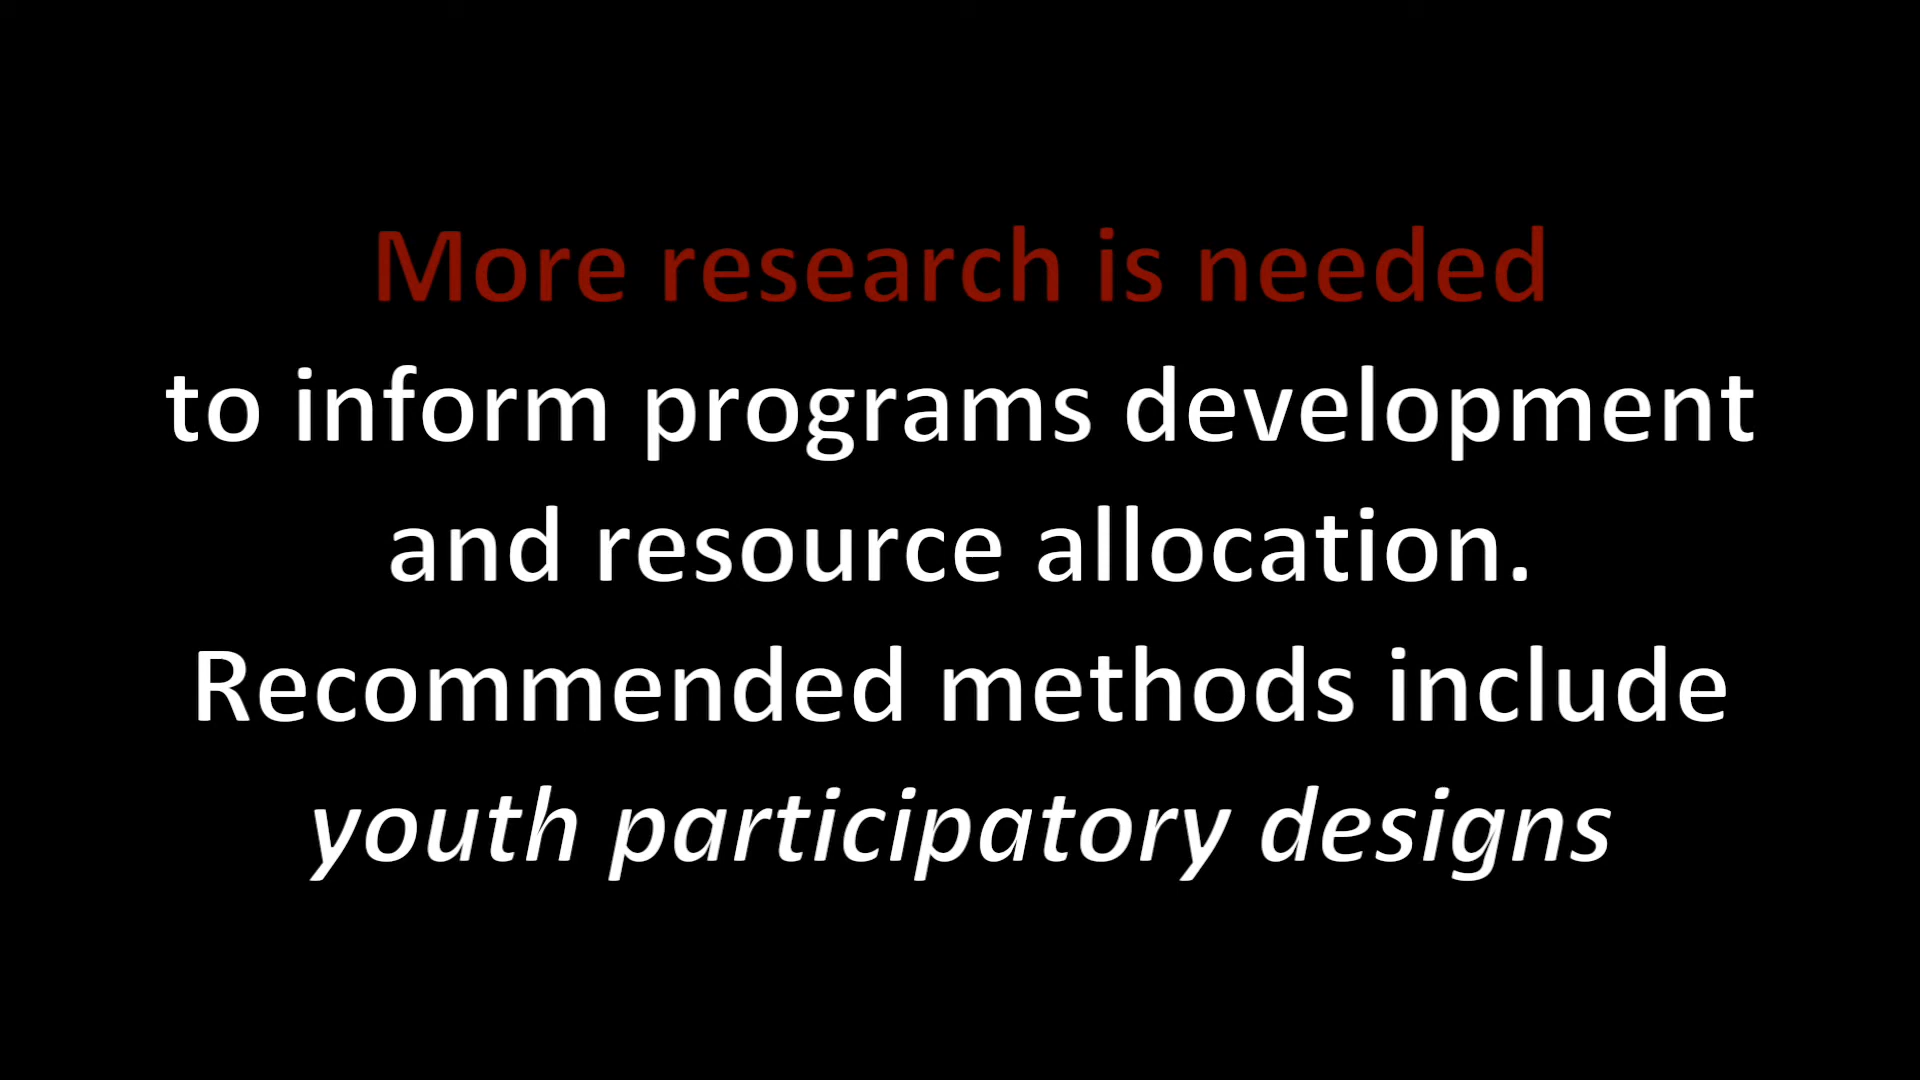 More research is needed
to inform programs development
and resource allocation.
Recommended methods include
youth participatory designs